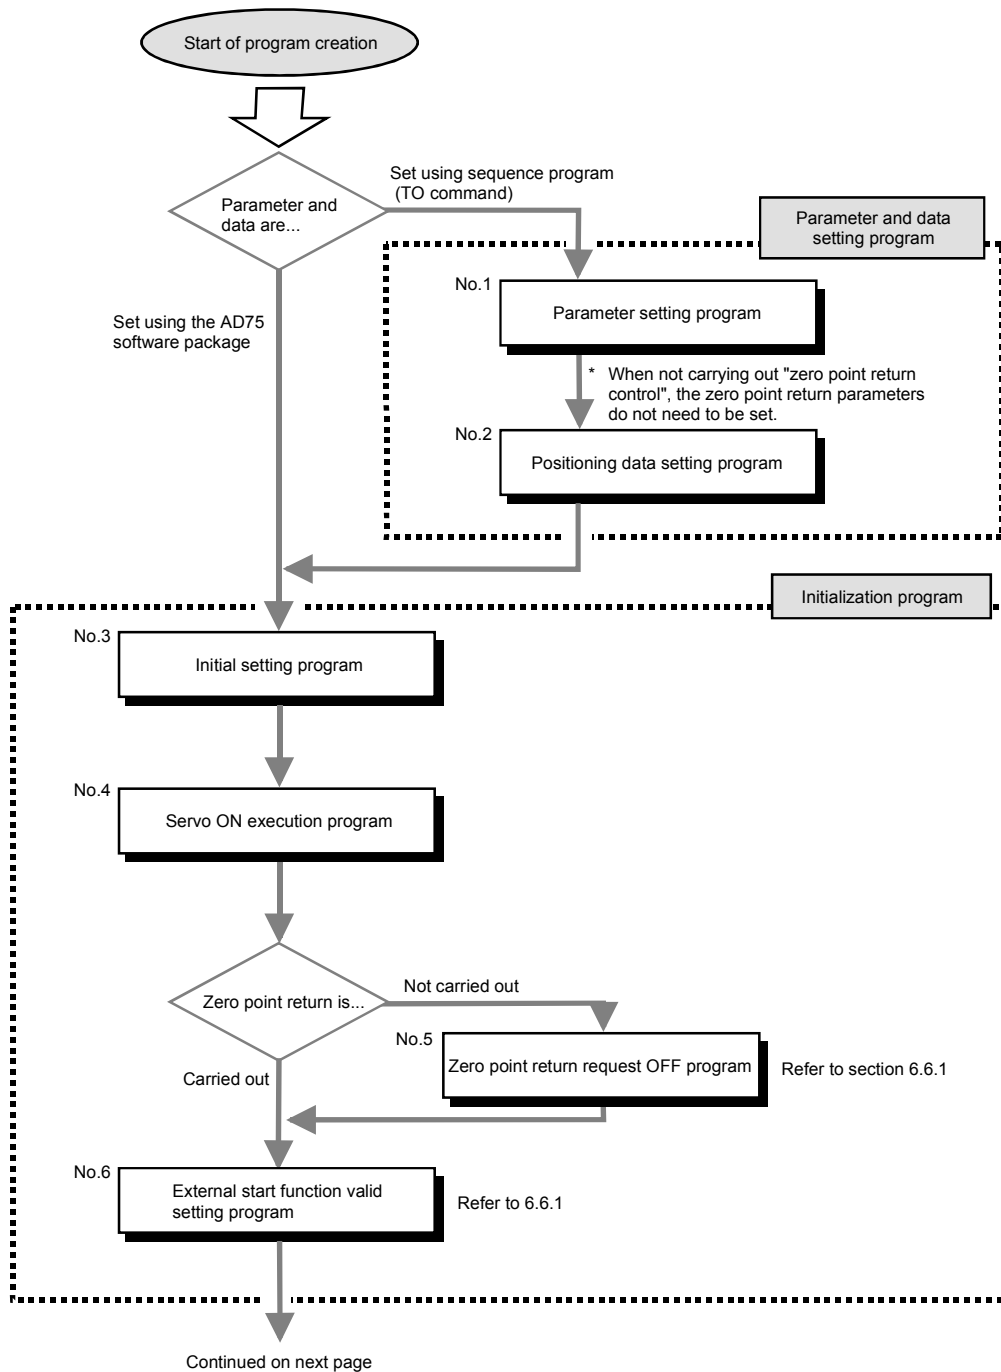 Start of program creation
Set using sequence program
(TO command)
Parameter and
data are...
Parameter and data
setting program
No.1
Parameter setting program
Set using the AD75
software package
* When not carrying out "zero point return
control", the zero point return parameters
do not need to be set.
No.2
Positioning data setting program
Initialization program
No.3
Initial setting program
No.4
Servo ON execution program
Zero point return is...
Not carried out
No.5
Zero point return request OFF program
Refer to section 6.6.1
Carried out
No.6
External start function valid
setting program
Refer to 6.6.1
Continued on next page